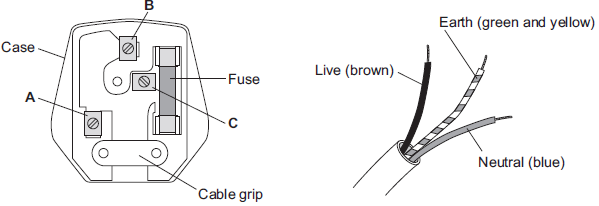 B
Case
Fuse
A
C
Cable grip
Earth (green and yellow)
Live (brown)
Neutral (blue)